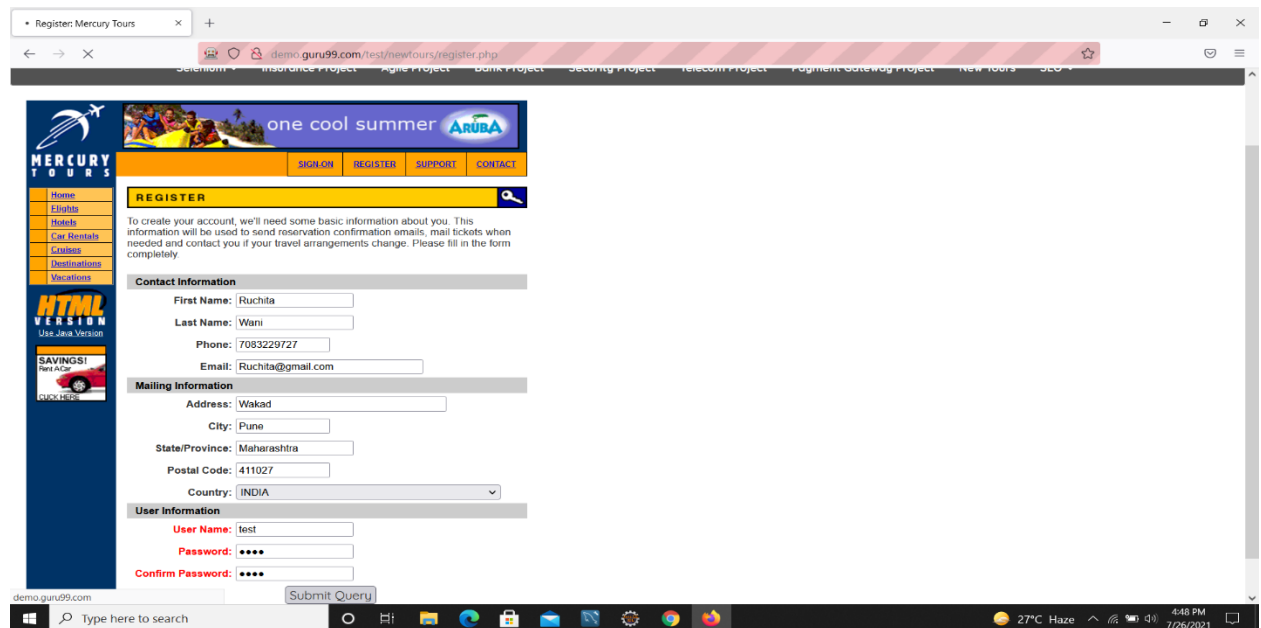 • Register: Mercury Tours × +
demo.guru99.com/test/newtours/register.php
Selenium Insurance Project Agile Project Bank Project Security Project Telecom Project Payment Gateway Project New Tours SEO
one cool summer ARUBA
MERCURY TOURS
SIGN-ON REGISTER SUPPORT CONTACT
Home
Flights
Hotels
Car Rentals
Cruises
Destinations
Vacations
HTML
VERSION
Use Java Version
SAVINGS!
Rent A Car
CLICK HERE
REGISTER
To create your account, we'll need some basic information about you. This
information will be used to send reservation confirmation emails, mail tickets when
needed and contact you if your travel arrangements change. Please fill in the form
completely.
Contact Information
First Name: Ruchita
Last Name: Wani
Phone: 7083229727
Email: Ruchita@gmail.com
Mailing Information
Address: Wakad
City: Pune
State/Province: Maharashtra
Postal Code: 411027
Country: INDIA
User Information
User Name: test
Password: ••••
Confirm Password: ••••
Submit Query
demo.guru99.com
Type here to search
27°C Haze
4:48 PM
7/26/2021